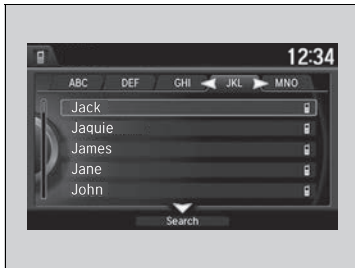 12:34
ABC DEF GHI JKL MNO
Jack
Jaquie
James
Jane
John
Search